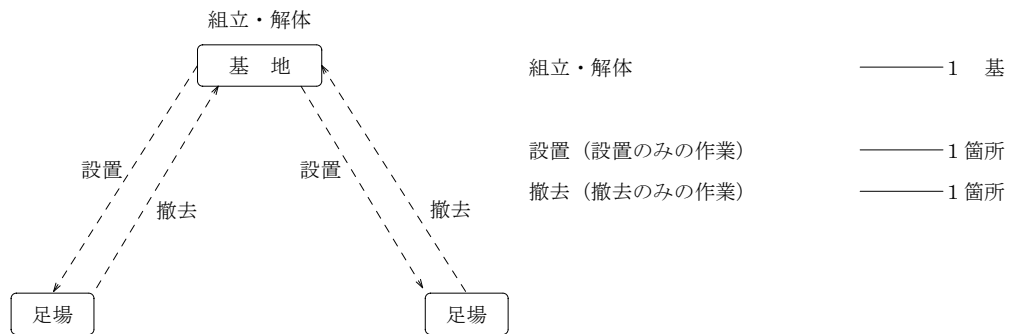 組立・解体
基　地
設置
撤去
設置
撤去
足場
足場
組立・解体 1　基
設置（設置のみの作業） 1箇所
撤去（撤去のみの作業） 1箇所